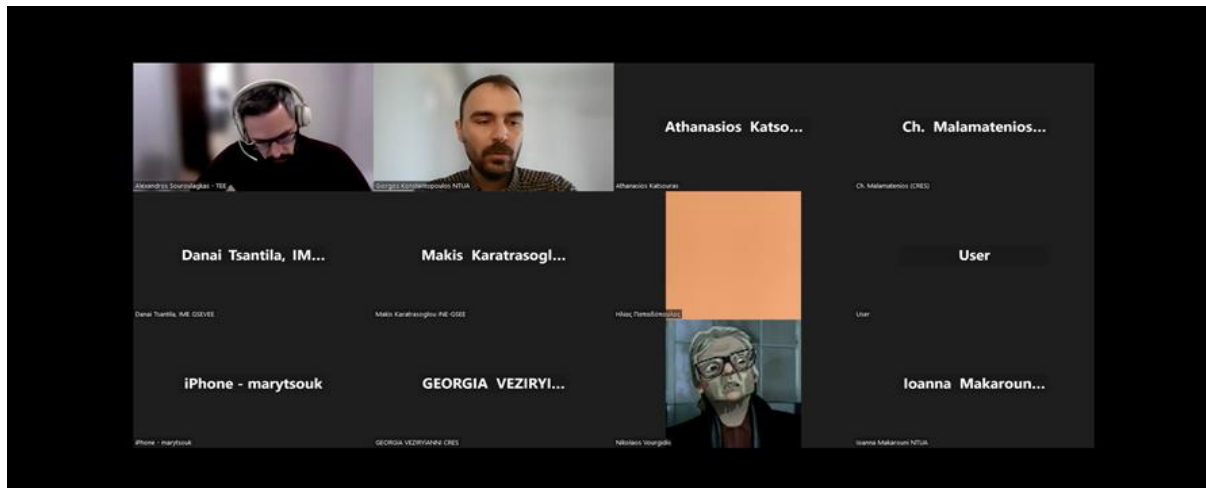 Alexandros Souroulagkas - TEE
Giorgos Konstantopoulos NTUA
Athanasios Katso...
Athanasios Katsouras
Ch. Malamatenios...
Ch. Malamatenios (CRES)
Danai Tsantila, IM...
Danai Tsantila, IME GSEVEE
Makis Karatrasogl...
Makis Karatrasoglou INE-GSEE
Ηλίας Παπαδόπουλος
User
User
iPhone - marytsouk
iPhone - marytsouk
GEORGIA VEZIRYI...
GEORGIA VEZIRYIANNI CRES
Nikolaos Vourgidis
Ioanna Makaroun...
Ioanna Makarouni NTUA